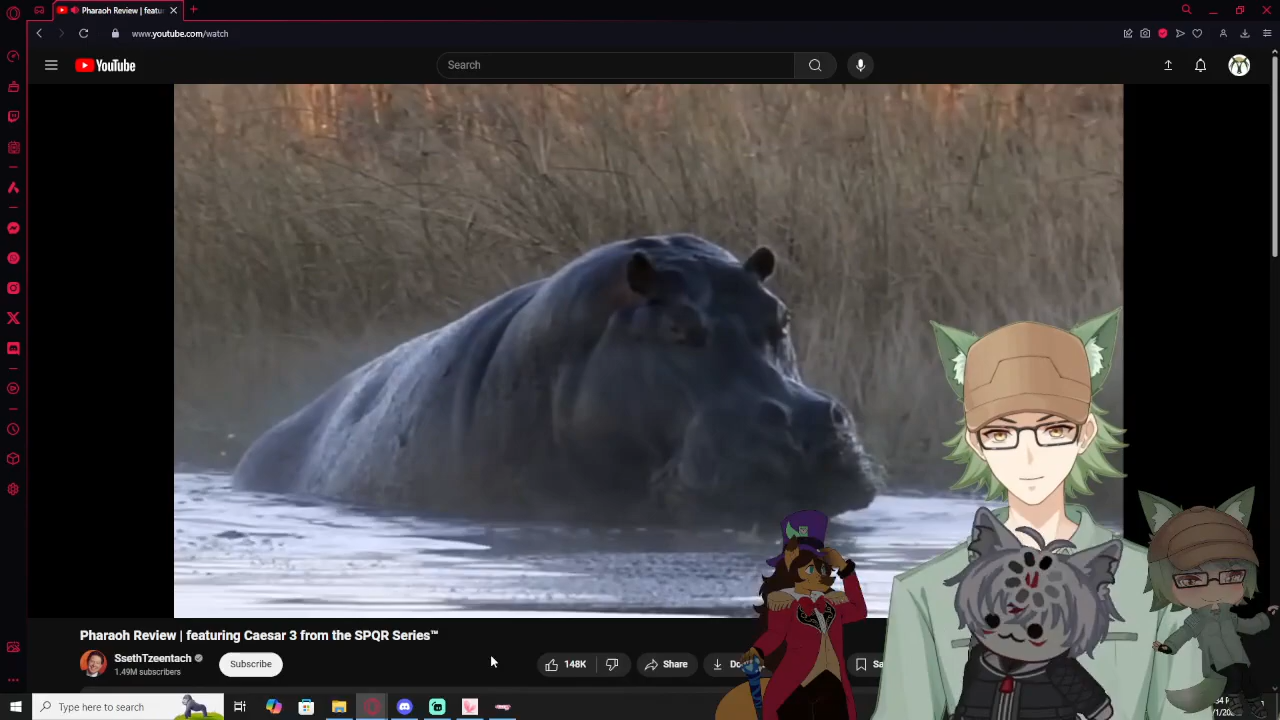 Pharaoh Review | featu
www.youtube.com/watch
YouTube
Search
Pharaoh Review | featuring Caesar 3 from the SPQR Series™
SsethTzeentach
1.49M subscribers
Subscribe
148K
Share
Type here to search